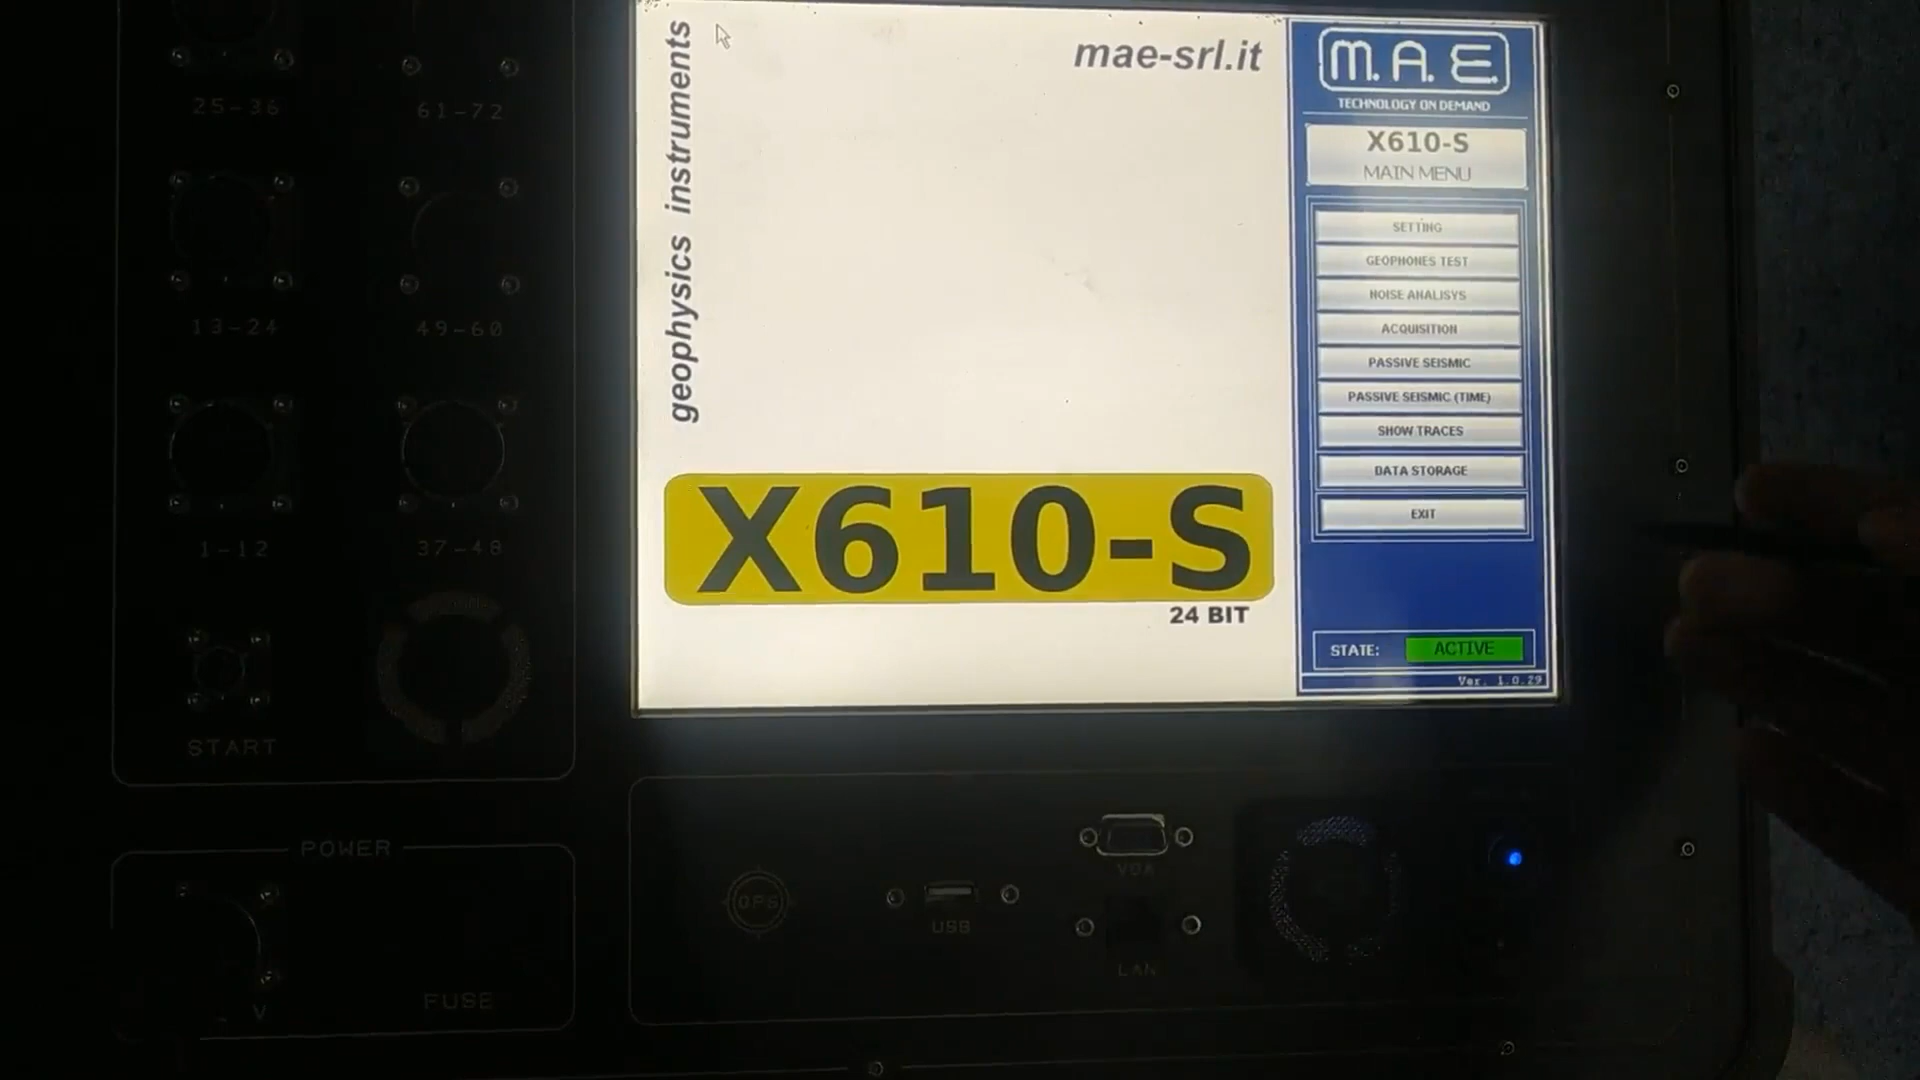 25-36
61-72
13-24
49-60
1-12
37-48
START
POWER
V
FUSE
geophysics instruments
mae-srl.it
X610-S
24 BIT
M.A.E.
TECHNOLOGY ON DEMAND
X610-S
MAIN MENU
SETTING
GEOPHONES TEST
NOISE ANALISYS
ACQUISITION
PASSIVE SEISMIC
PASSIVE SEISMIC (TIME)
SHOW TRACES
DATA STORAGE
EXIT
STATE: ACTIVE
Ver. 1.0.29
GPS
USB
VGA
LAN